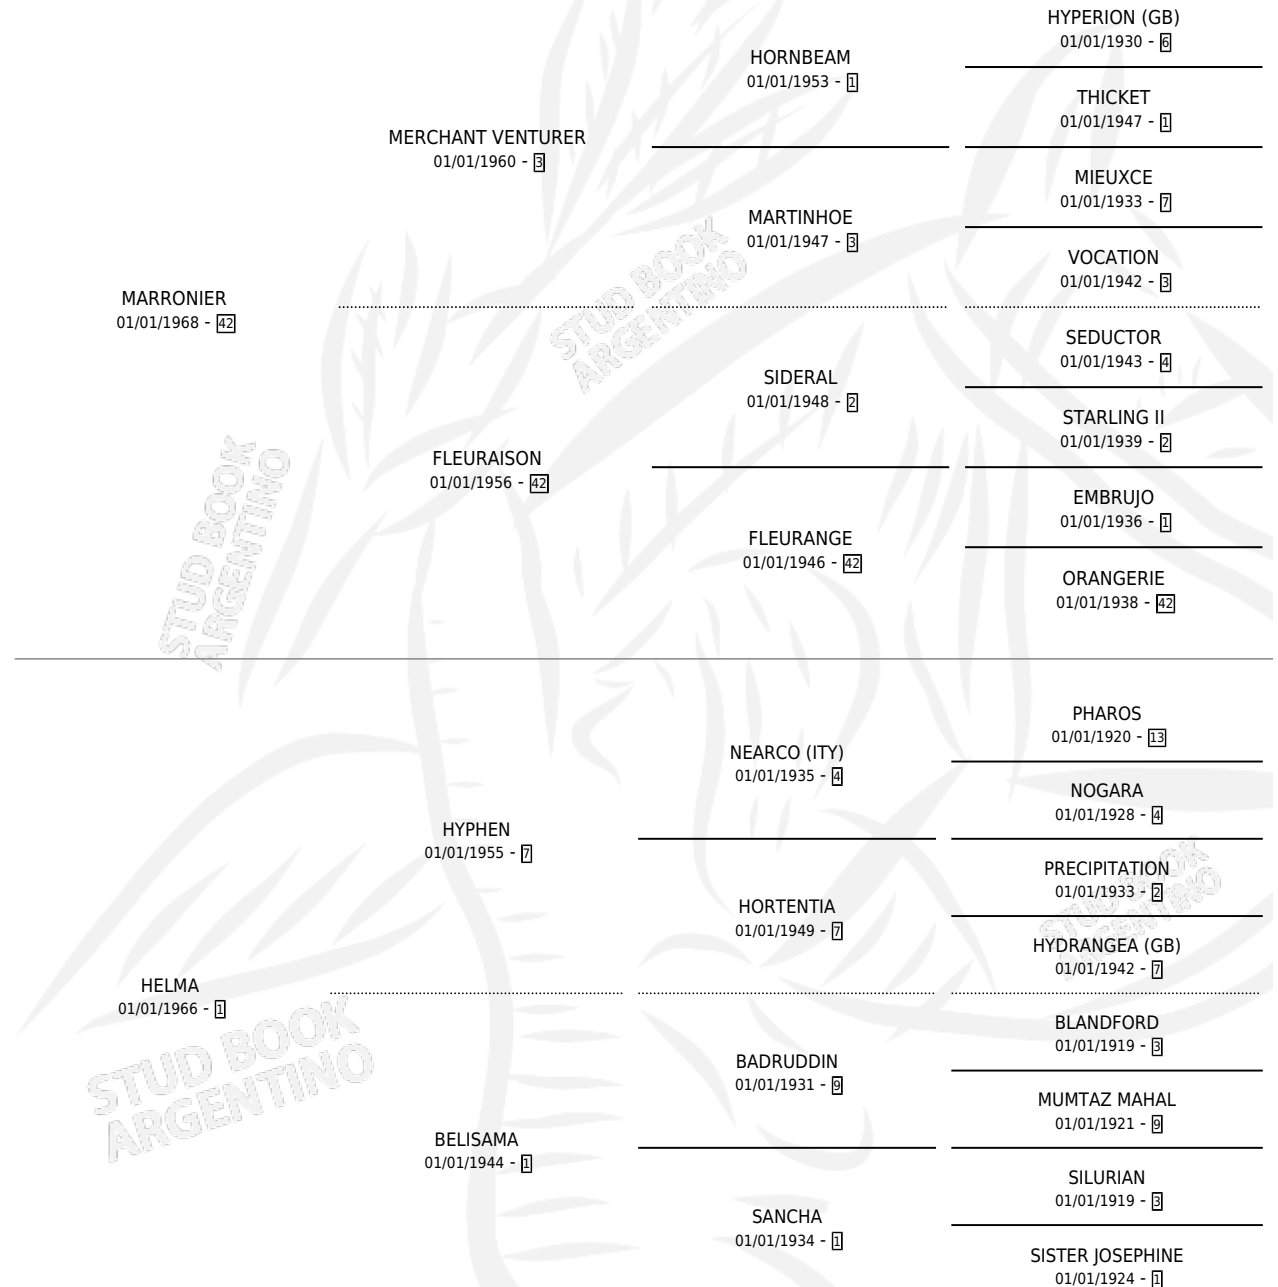 HYPERION (GB)
01/01/1930 - 6
HORNBEAM
01/01/1953 - 1
THICKET
01/01/1947 - 1
MERCHANT VENTURER
01/01/1960 - 3
MIEUXCE
01/01/1933 - 7
MARTINHOE
01/01/1947 - 3
VOCATION
01/01/1942 - 3
MARRONIER
01/01/1968 - 42
SEDUCTOR
01/01/1943 - 4
SIDERAL
01/01/1948 - 2
STARLING II
01/01/1939 - 2
FLEURAISON
01/01/1956 - 42
EMBRUJO
01/01/1936 - 1
FLEURANGE
01/01/1946 - 42
ORANGERIE
01/01/1938 - 42
STUD BOOK
ARGENTINO
STUD BOOK
ARGENTINO
PHAROS
01/01/1920 - 13
NEARCO (ITY)
01/01/1935 - 4
NOGARA
01/01/1928 - 4
HYPHEN
01/01/1955 - 7
PRECIPITATION
01/01/1933 - 2
HORTENTIA
01/01/1949 - 7
HYDRANGEA (GB)
01/01/1942 - 7
STUD BOOK
ARGENTINO
HELMA
01/01/1966 - 1
BLANDFORD
01/01/1919 - 3
BADRUDDIN
01/01/1931 - 9
MUMTAZ MAHAL
01/01/1921 - 9
BELISAMA
01/01/1944 - 1
SILURIAN
01/01/1919 - 3
SANCHA
01/01/1934 - 1
SISTER JOSEPHINE
01/01/1924 - 1
STUD BOOK
ARGENTINO